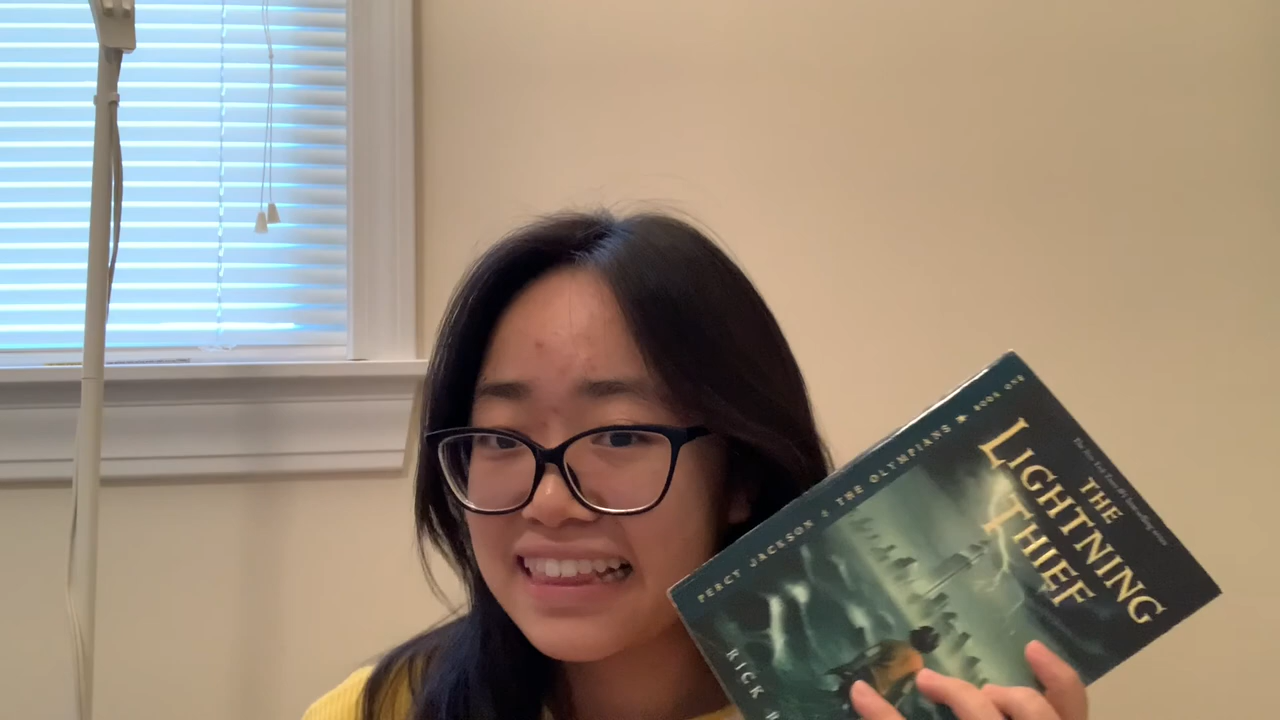 PERCY JACKSON & THE OLYMPIANS ★ BOOK ONE
THE
LIGHTNING
THIEF
RICK